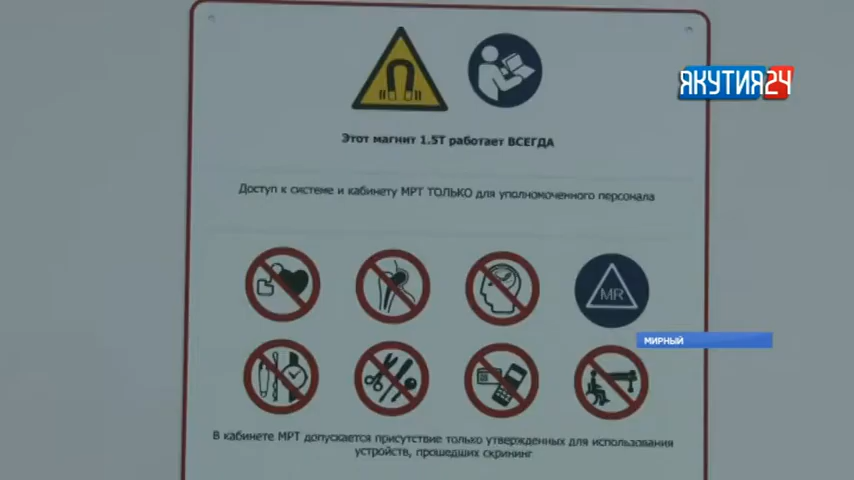 ЯКУТИЯ24
Этот магнит 1.5Т работает ВСЕГДА
Доступ к системе и кабинету МРТ ТОЛЬКО для уполномоченного персонала
MR
МИРНЫЙ
В кабинете МРТ допускается присутствие только утвержденных для использования
устройств, прошедших скрининг